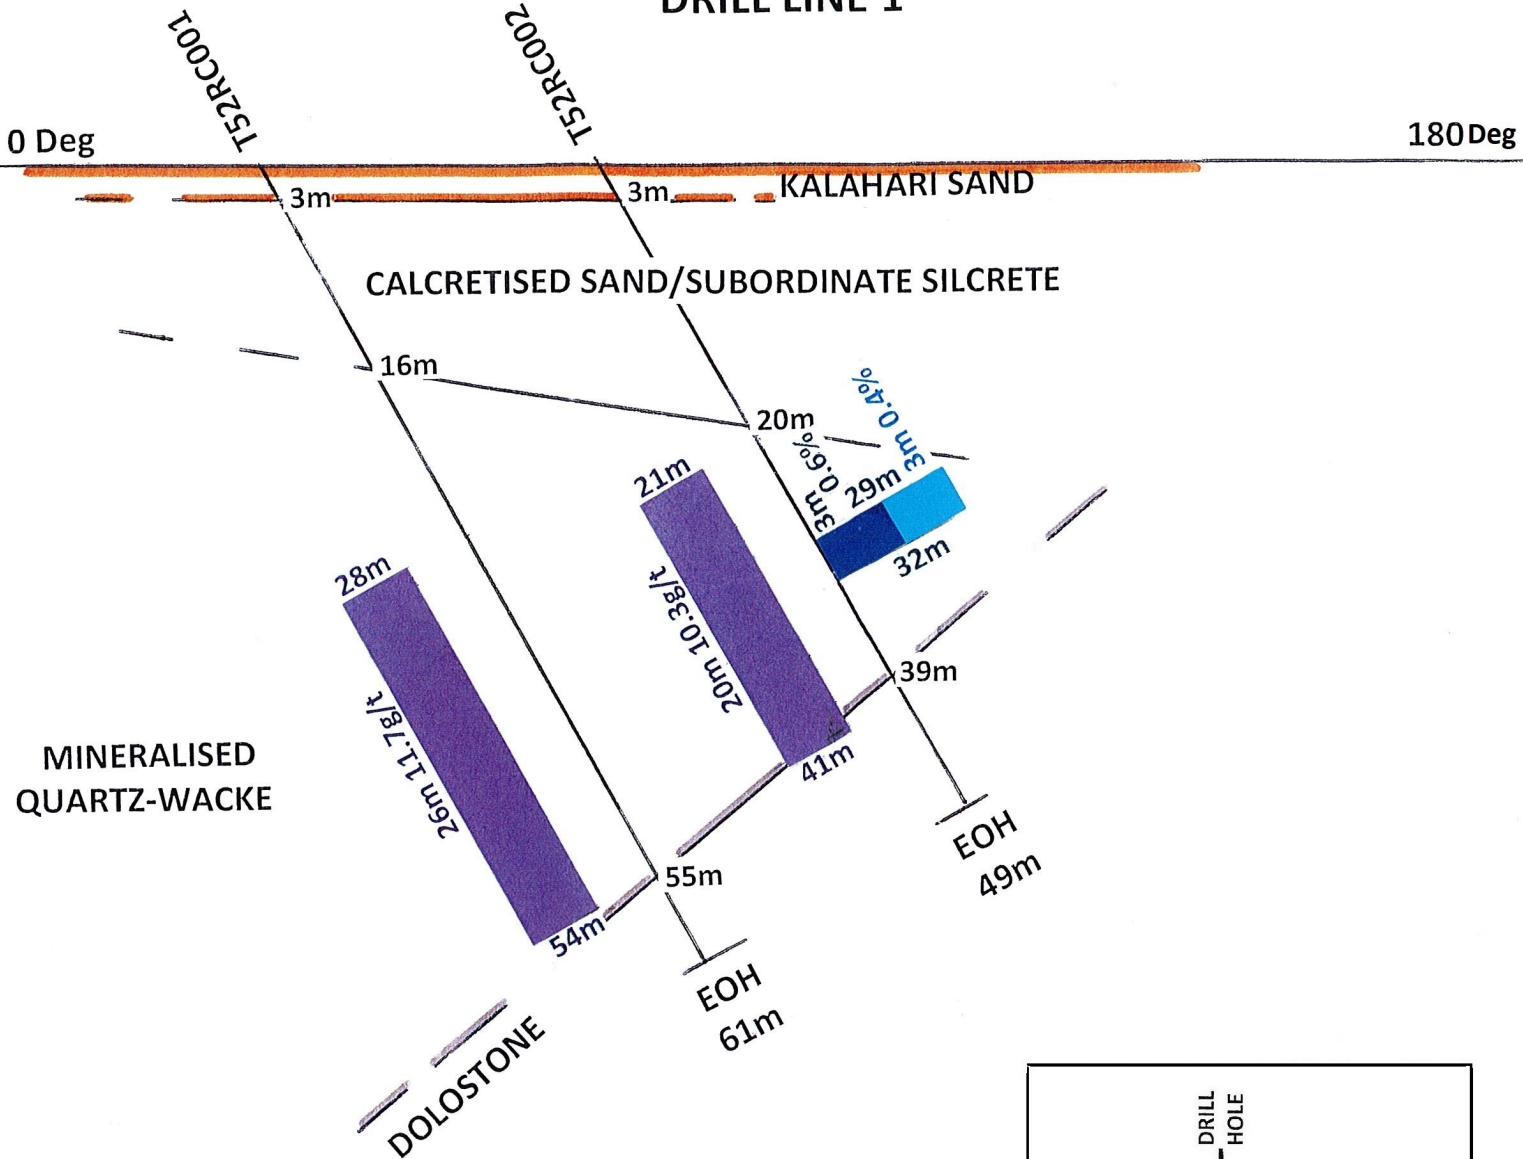 DRILL LINE 1
T52RC001
T52RC002
0 Deg
180 Deg
3m
3m
KALAHARI SAND
CALCRETISED SAND/SUBORDINATE SILCRETE
16m
20m
3m 0.6%
3m 0.4%
29m
32m
21m
20m 10.3g/t
41m
28m
26m 11.7g/t
54m
39m
MINERALISED
QUARTZ-WACKE
55m
EOH
49m
EOH
61m
DOLOSTONE
DRILL
HOLE